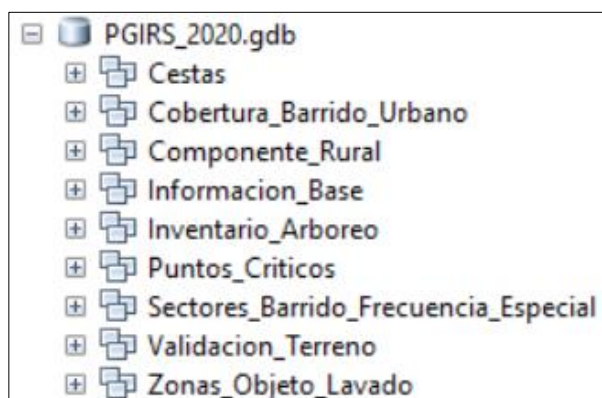 PGIRS_2020.gdb
Cestas
Cobertura_Barrido_Urbano
Componente_Rural
Informacion_Base
Inventario_Arboreo
Puntos_Criticos
Sectores_Barrido_Frecuencia_Especial
Validacion_Terreno
Zonas_Objeto_Lavado